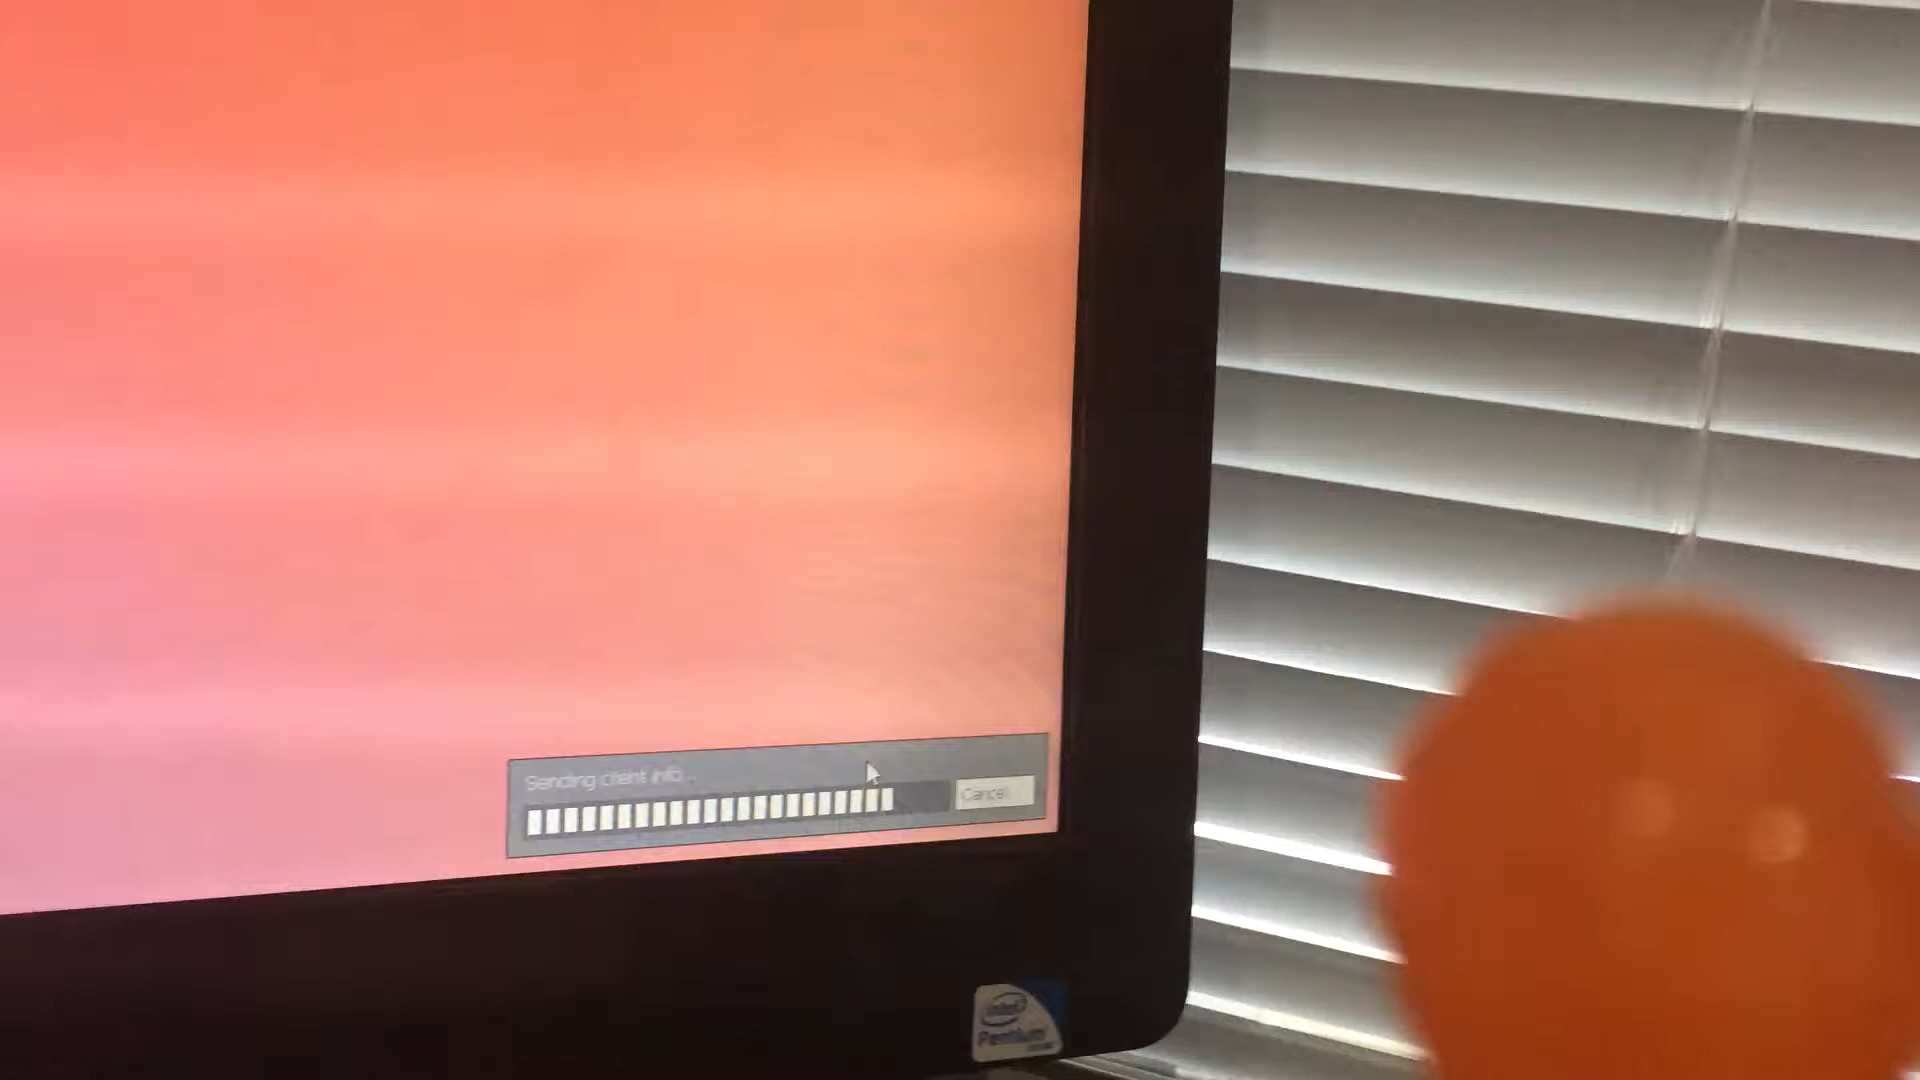 Sending client info...
Cancel
intel
Pentium